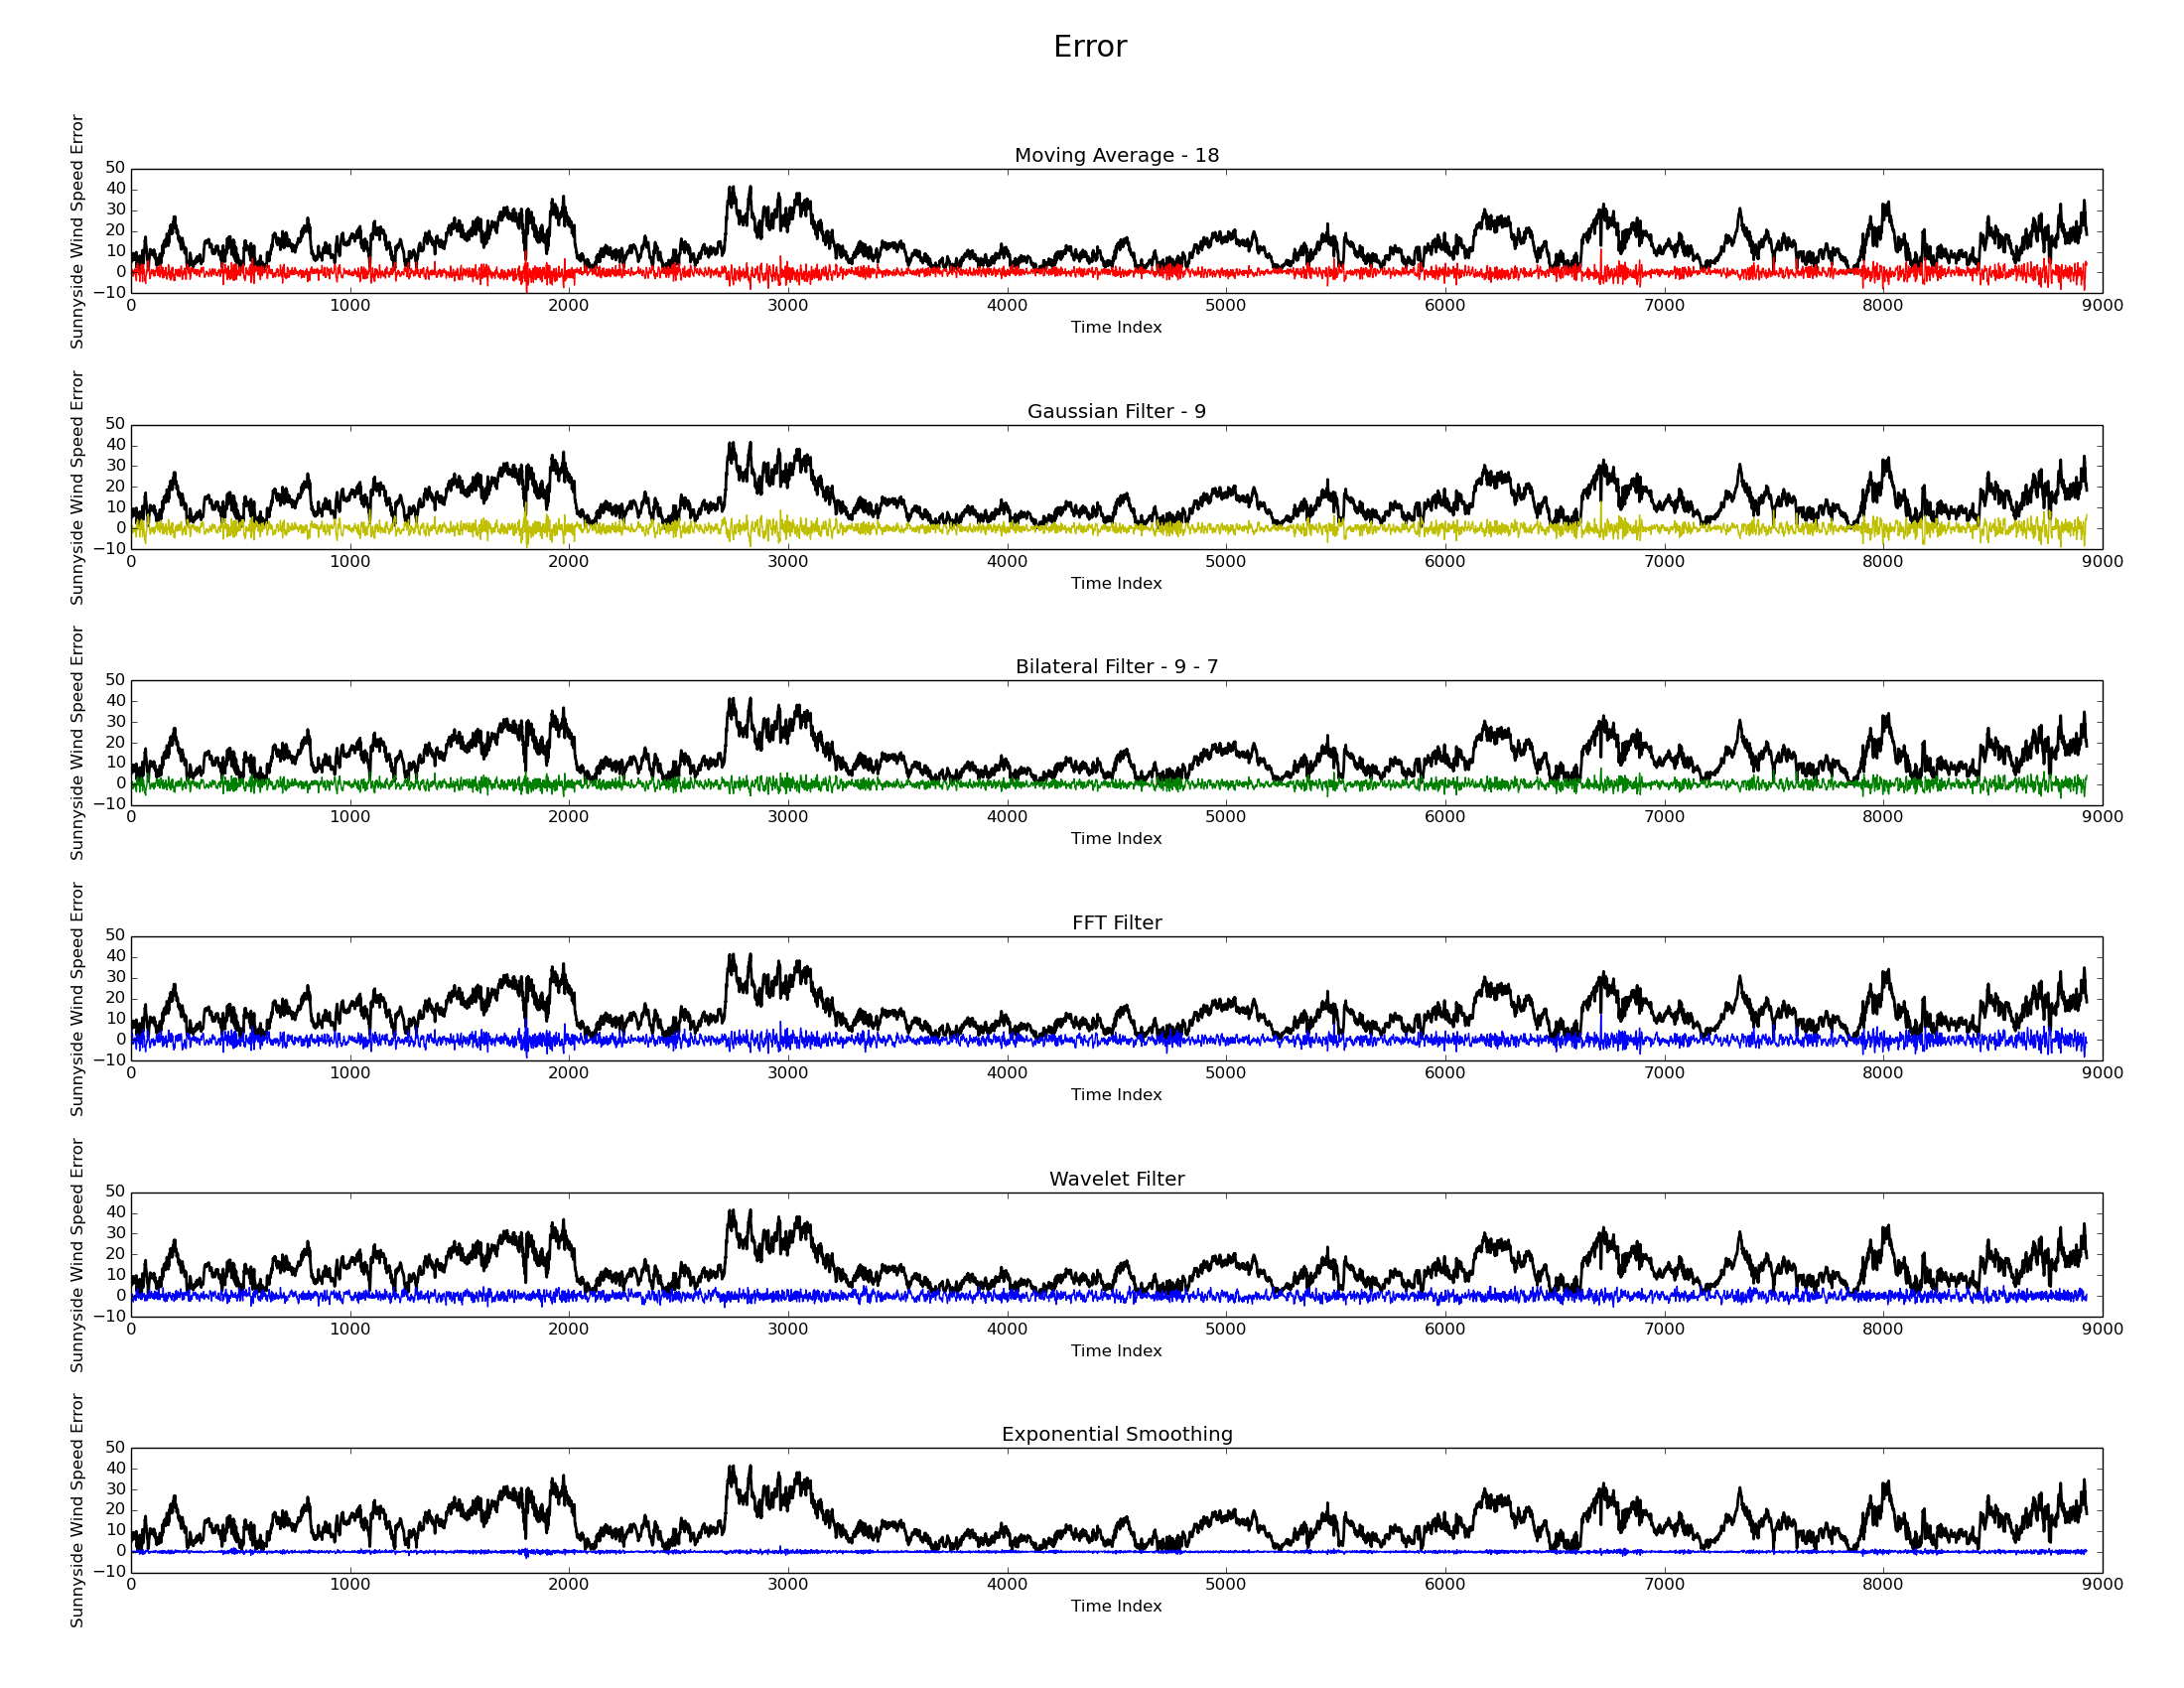 Error
Moving Average - 18
Sunnyside Wind Speed Error
50
40
30
20
10
0
−10
0 1000 2000 3000 4000 5000 6000 7000 8000 9000
Time Index
Gaussian Filter - 9
Sunnyside Wind Speed Error
50
40
30
20
10
0
−10
0 1000 2000 3000 4000 5000 6000 7000 8000 9000
Time Index
Bilateral Filter - 9 - 7
Sunnyside Wind Speed Error
50
40
30
20
10
0
−10
0 1000 2000 3000 4000 5000 6000 7000 8000 9000
Time Index
FFT Filter
Sunnyside Wind Speed Error
50
40
30
20
10
0
−10
0 1000 2000 3000 4000 5000 6000 7000 8000 9000
Time Index
Wavelet Filter
Sunnyside Wind Speed Error
50
40
30
20
10
0
−10
0 1000 2000 3000 4000 5000 6000 7000 8000 9000
Time Index
Exponential Smoothing
Sunnyside Wind Speed Error
50
40
30
20
10
0
−10
0 1000 2000 3000 4000 5000 6000 7000 8000 9000
Time Index